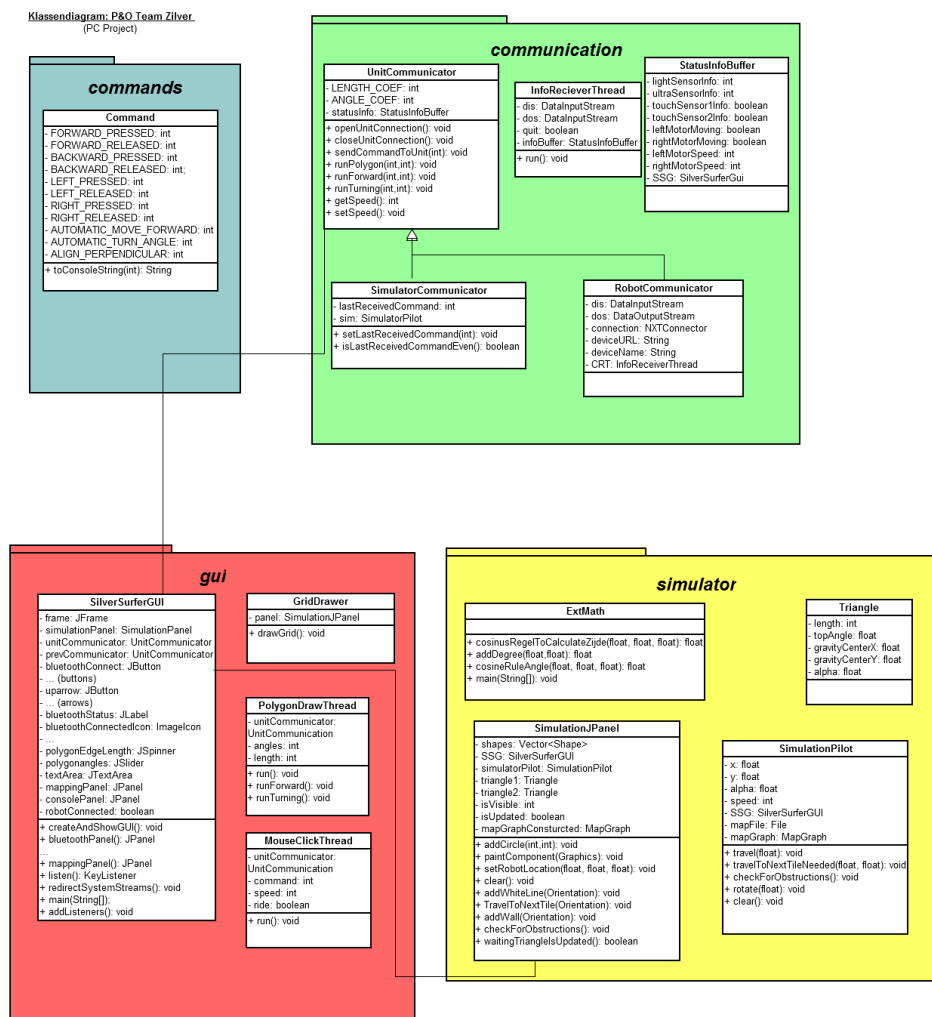 Klassendiagram: P&O Team Zilver
(PC Project)
commands
Command
- FORWARD_PRESSED: int
- FORWARD_RELEASED: int
- BACKWARD_PRESSED: int
- BACKWARD_RELEASED: int;
- LEFT_PRESSED: int
- LEFT_RELEASED: int
- RIGHT_PRESSED: int
- RIGHT_RELEASED: int
- AUTOMATIC_MOVE_FORWARD: int
- AUTOMATIC_TURN_ANGLE: int
- ALIGN_PERPENDICULAR: int
+ toConsoleString(int): String
communication
UnitCommunicator
- LENGTH_COEF: int
- ANGLE_COEF: int
- statusInfo: StatusInfoBuffer
+ openUnitConnection(): void
+ closeUnitConnection(): void
+ sendCommandToUnit(int): void
+ runPolygon(int,int): void
+ runForward(int,int): void
+ runTurning(int,int): void
+ getSpeed(): int
+ setSpeed(): void
InfoRecieverThread
- dis: DataInputStream
- dos: DataInputStream
- quit: boolean
- infoBuffer: StatusInfoBuffer
+ run(): void
StatusInfoBuffer
- lightSensorInfo: int
- ultraSensorInfo: int
- touchSensor1Info: boolean
- touchSensor2Info: boolean
- leftMotorMoving: boolean
- rightMotorMoving: boolean
- leftMotorSpeed: int
- rightMotorSpeed: int
- SSG: SilverSurferGui
SimulatorCommunicator
- lastReceivedCommand: int
- sim: SimulatorPilot
+ setLastReceivedCommand(int): void
+ isLastReceivedCommandEven(): boolean
RobotCommunicator
- dis: DataInputStream
- dos: DataOutputStream
- connection: NXTConnector
- deviceURL: String
- deviceName: String
- CRT: InfoReceiverThread
gui
SilverSurferGUI
- frame: JFrame
- simulationPanel: SimulationPanel
- unitCommunicator: UnitCommunicator
- prevCommunicator: UnitCommunicator
- bluetoothConnect: JButton
- ... (buttons)
- uparrow: JButton
- ... (arrows)
- bluetoothStatus: JLabel
- bluetoothConnectedIcon: ImageIcon
- ...
- polygonEdgeLength: JSpinner
- polygonangles: JSlider
- textArea: JTextArea
- mappingPanel: JPanel
- consolePanel: JPanel
- robotConnected: boolean
+ createAndShowGUI(): void
+ bluetoothPanel(): JPanel
...
+ mappingPanel(): JPanel
- listen(): KeyListener
+ redirectSystemStreams(): void
+ main(String[]);
+ addListeners(): void
GridDrawer
- panel: SimulationJPanel
+ drawGrid(): void
PolygonDrawThread
- unitCommunicator:
UnitCommunication
- angles: int
- length: int
+ run(): void
+ runForward(): void
+ runTurning(): void
MouseClickThread
- unitCommunicator:
UnitCommunication
- command: int
- speed: int
- ride: boolean
+ run(): void
simulator
ExtMath
+ cosinusRegelToCalculateZijde(float, float, float): float
+ addDegree(float,float): float
+ cosineRuleAngle(float, float, float): float
+ main(String[]): void
Triangle
- length: int
- topAngle: float
- gravityCenterX: float
- gravityCenterY: float
- alpha: float
SimulationJPanel
- shapes: Vector<Shape>
- SSG: SilverSurferGUI
- simulatorPilot: SimulationPilot
- triangle1: Triangle
- triangle2: Triangle
- isVisible: int
- isUpdated: boolean
- mapGraphConsturcted: MapGraph
+ addCircle(int,int): void
+ paintComponent(Graphics): void
+ setRobotLocation(float, float, float): void
+ clear(): void
+ addWhiteLine(Orientation): void
+ TravelToNextTile(Orientation): void
+ addWall(Orientation): void
+ checkForObstructions(): void
+ waitingTriangleIsUpdated(): boolean
SimulationPilot
- x: float
- y: float
- alpha: float
- speed: int
- SSG: SilverSurferGUI
- mapFile: File
- mapGraph: MapGraph
+ travel(float): void
+ travelToNextTileNeeded(float, float): void
+ checkForObstructions(): void
+ rotate(float): void
+ clear(): void